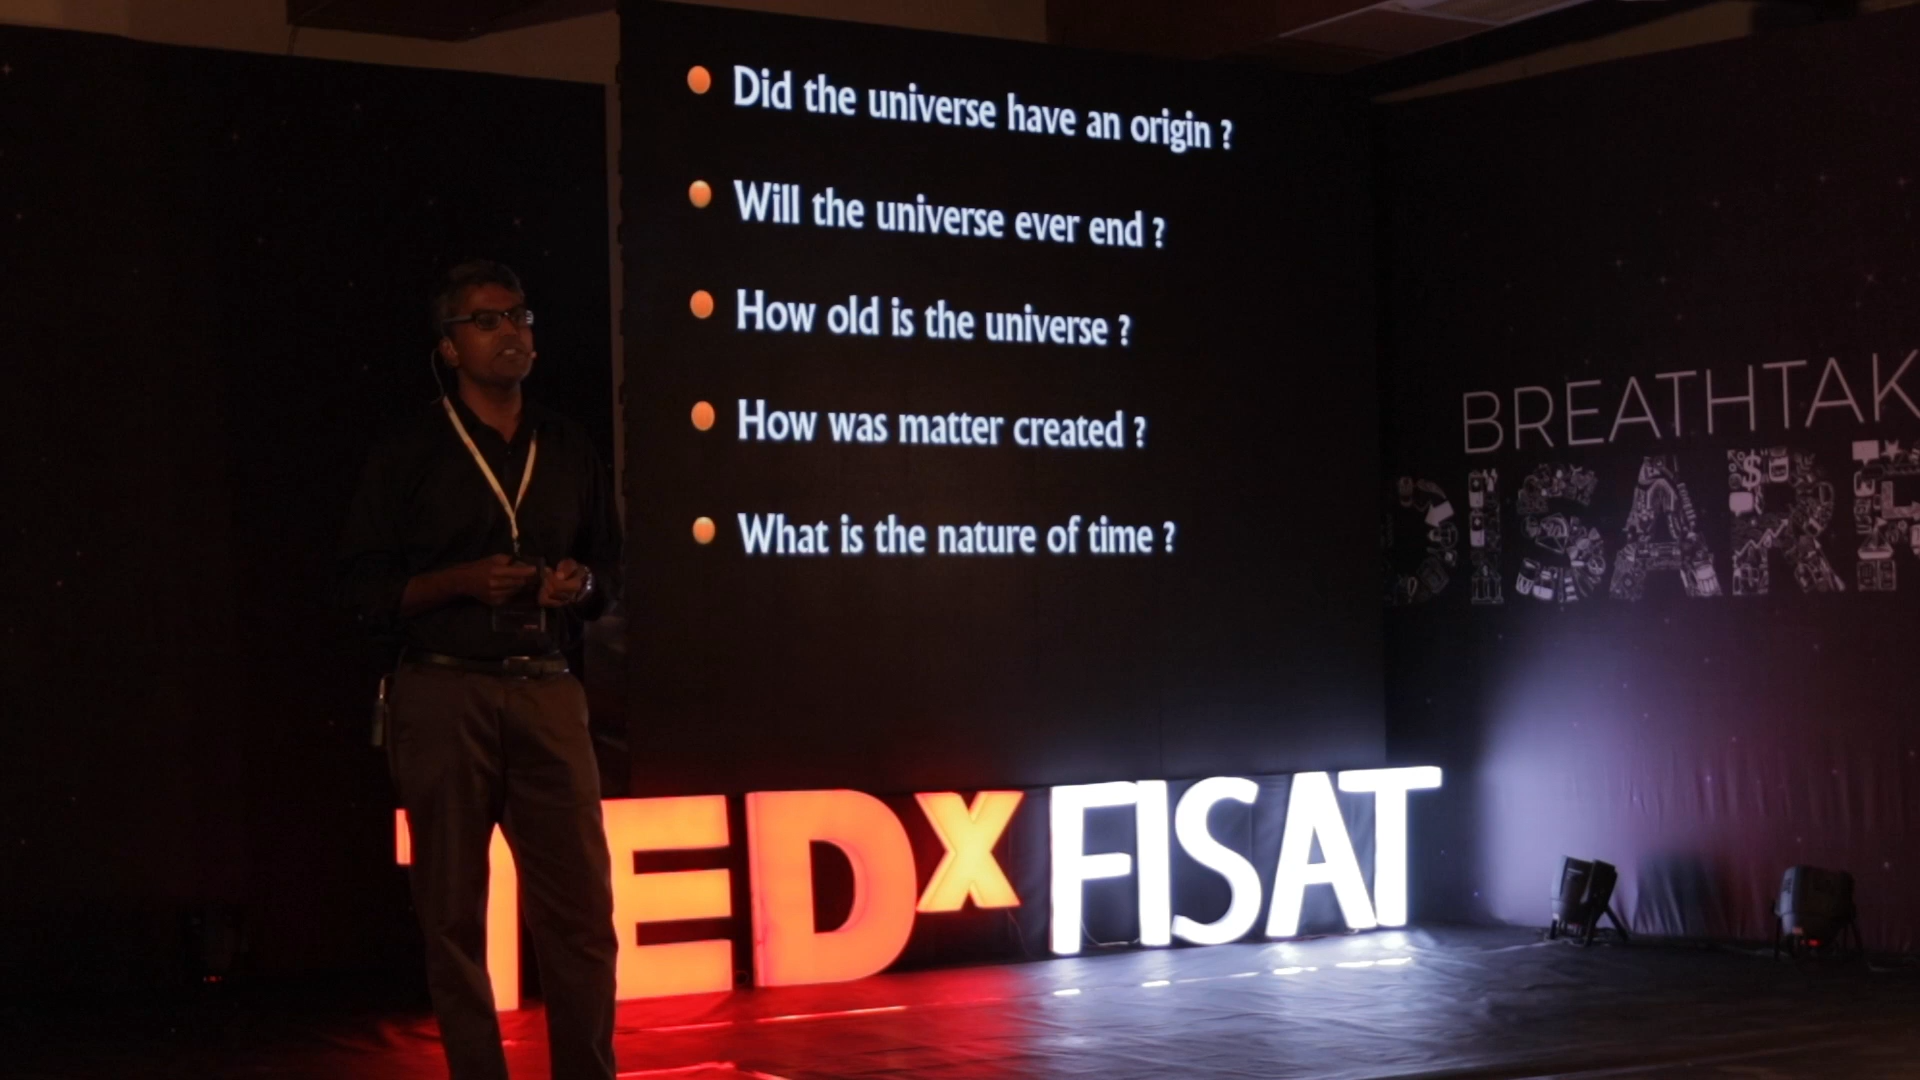 Did the universe have an origin ?
Will the universe ever end ?
How old is the universe ?
How was matter created ?
What is the nature of time ?
BREATHTAK
TEDx FISAT